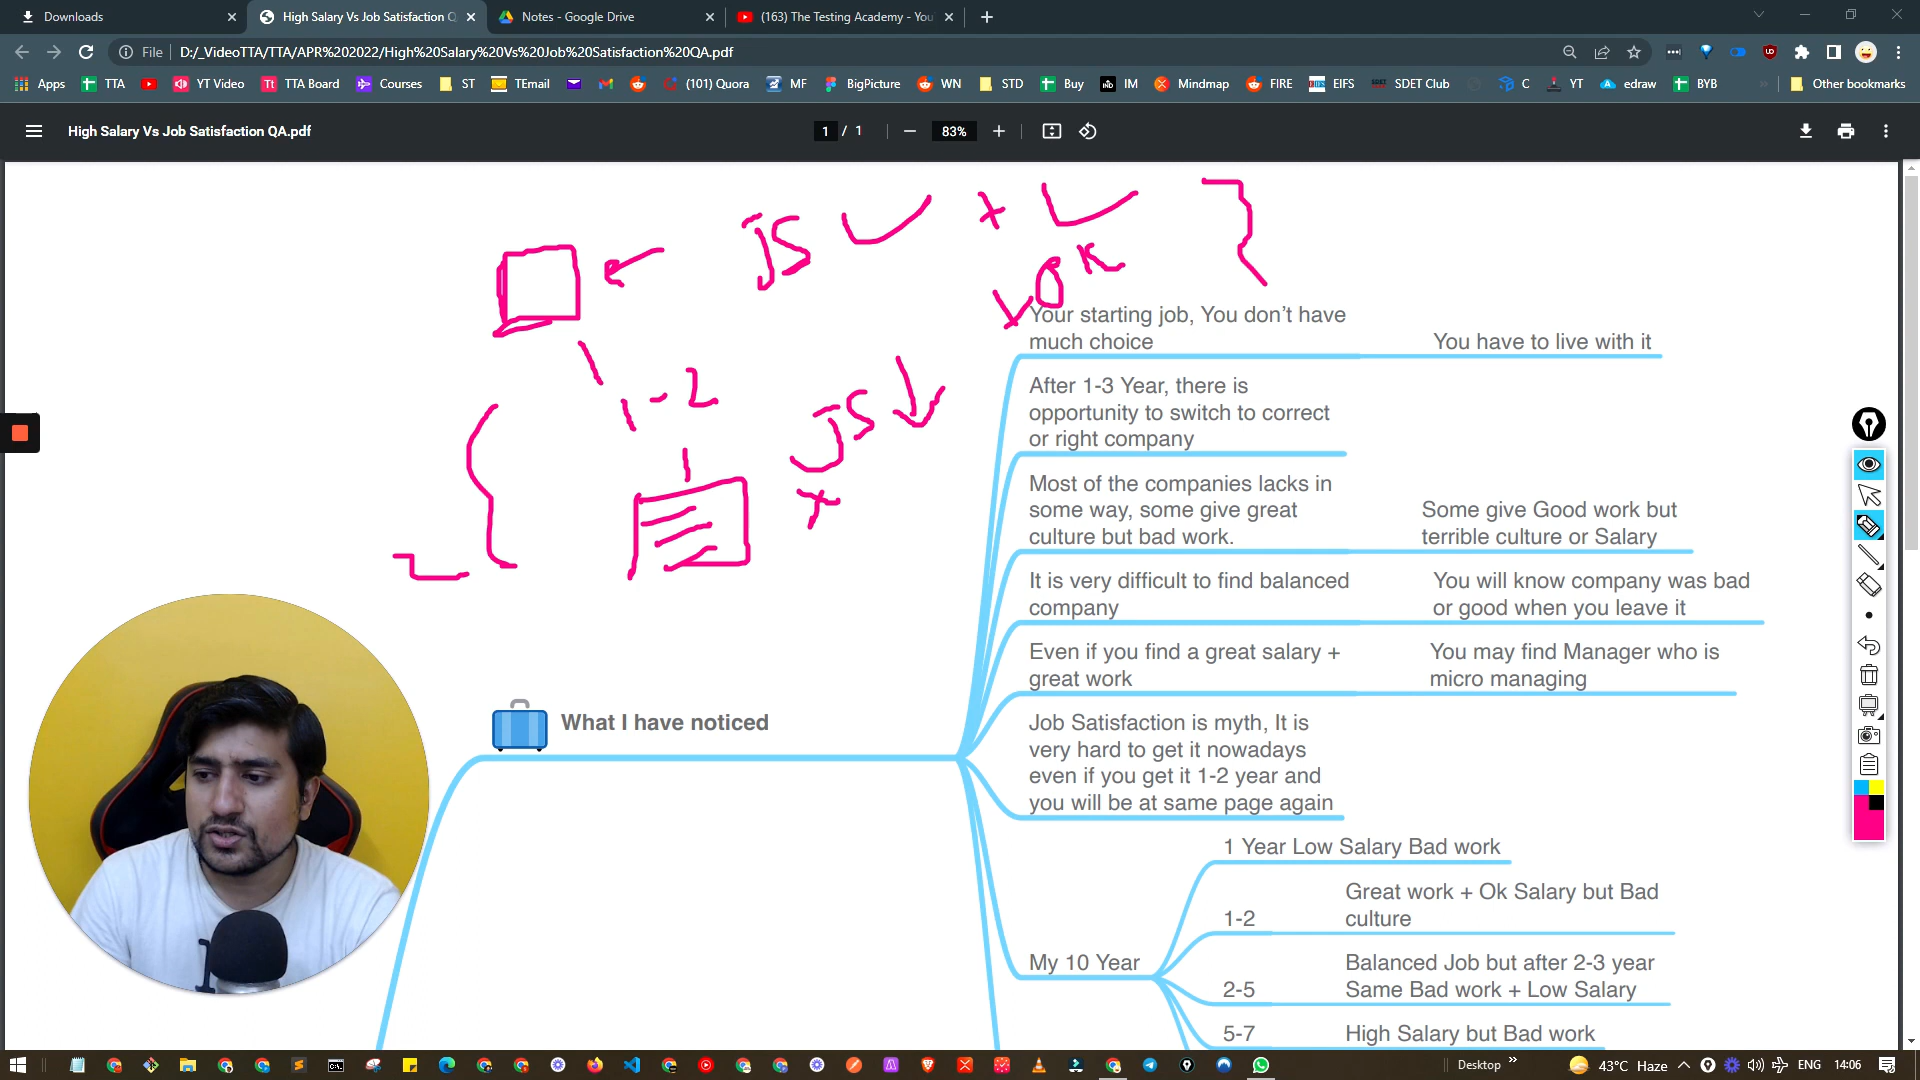 Downloads
High Salary Vs Job Satisfaction Q
Notes - Google Drive
(163) The Testing Academy - You
File
D:/_VideoTTA/TTA/APR%202022/High%20Salary%20Vs%20Job%20Satisfaction%20QA.pdf
Apps
TTA
YT Video
TTA Board
Courses
ST
TEmail
(101) Quora
MF
BigPicture
WN
STD
Buy
IM
Mindmap
FIRE
EIFS
SDET Club
C
YT
edraw
BYB
Other bookmarks
High Salary Vs Job Satisfaction QA.pdf
1 / 1
83%
JS
+
OK
1-2
JS
Your starting job, You don't have
much choice
You have to live with it
After 1-3 Year, there is
opportunity to switch to correct
or right company
Most of the companies lacks in
some way, some give great
culture but bad work.
Some give Good work but
terrible culture or Salary
It is very difficult to find balanced
company
You will know company was bad
or good when you leave it
Even if you find a great salary +
great work
You may find Manager who is
micro managing
Job Satisfaction is myth, It is
very hard to get it nowadays
even if you get it 1-2 year and
you will be at same page again
What I have noticed
My 10 Year
1 Year Low Salary Bad work
1-2
Great work + Ok Salary but Bad
culture
2-5
Balanced Job but after 2-3 year
Same Bad work + Low Salary
5-7
High Salary but Bad work
Desktop
43°C Haze
ENG
14:06